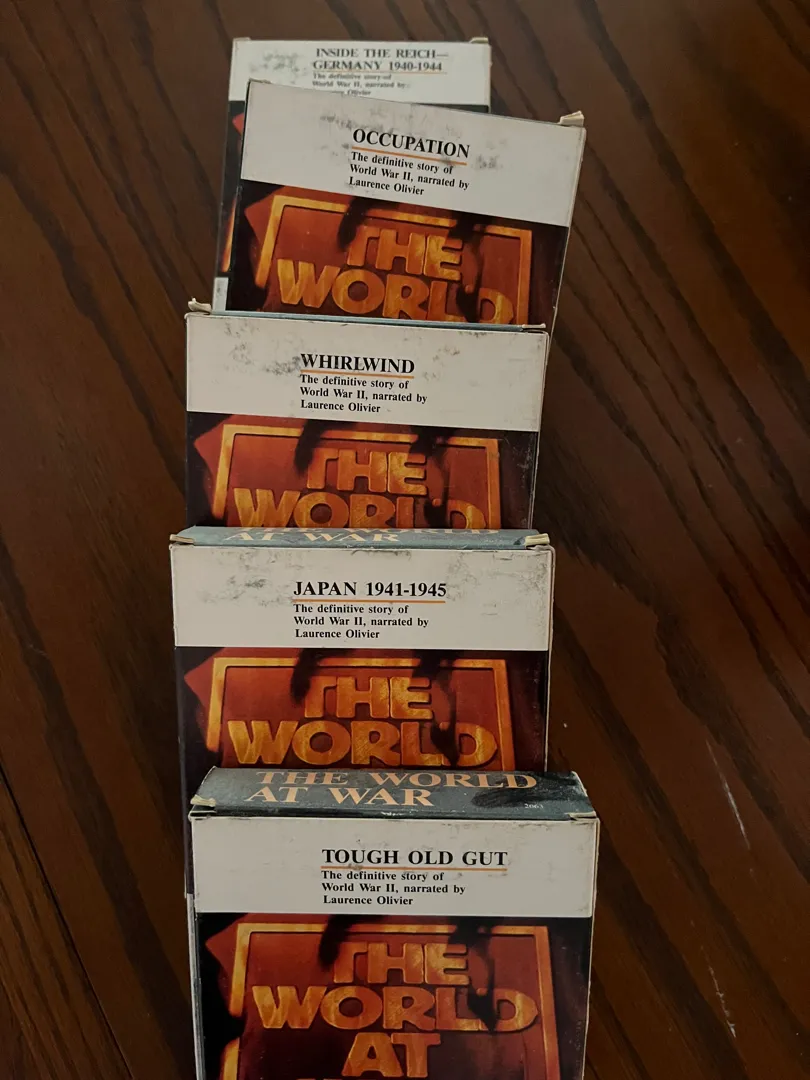 INSIDE THE REICH—
GERMANY 1940-1944
The definitive story of
World War II, narrated by
Laurence Olivier
OCCUPATION
The definitive story of
World War II, narrated by
Laurence Olivier
THE
WORLD
WHIRLWIND
The definitive story of
World War II, narrated by
Laurence Olivier
THE
WORLD
AT WAR
JAPAN 1941-1945
The definitive story of
World War II, narrated by
Laurence Olivier
THE
WORLD
THE WORLD
AT WAR
TOUGH OLD GUT
The definitive story of
World War II, narrated by
Laurence Olivier
THE
WORLD
AT